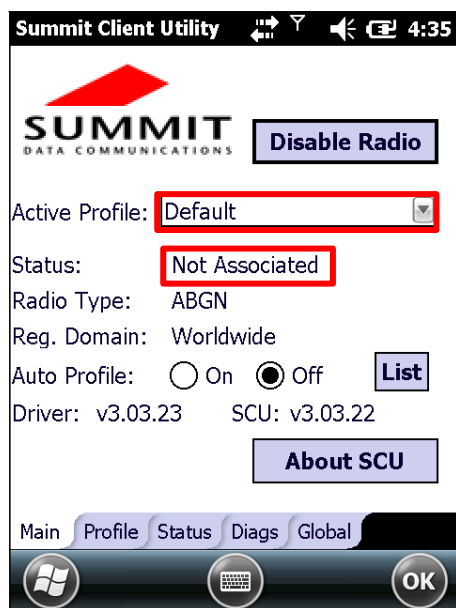 Summit Client Utility 4:35
SUMMIT
DATA COMMUNICATIONS
Disable Radio
Active Profile: Default
Status: Not Associated
Radio Type: ABGN
Reg. Domain: Worldwide
Auto Profile: On Off List
Driver: v3.03.23 SCU: v3.03.22
About SCU
Main Profile Status Diags Global
OK